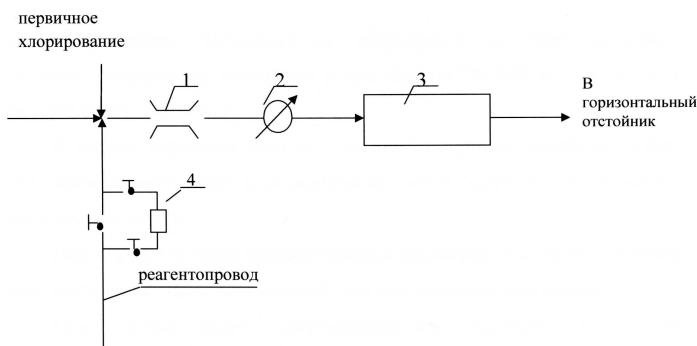 первичное
хлорирование
1
2
3
В
горизонтальный
отстойник
4
реагентопровод